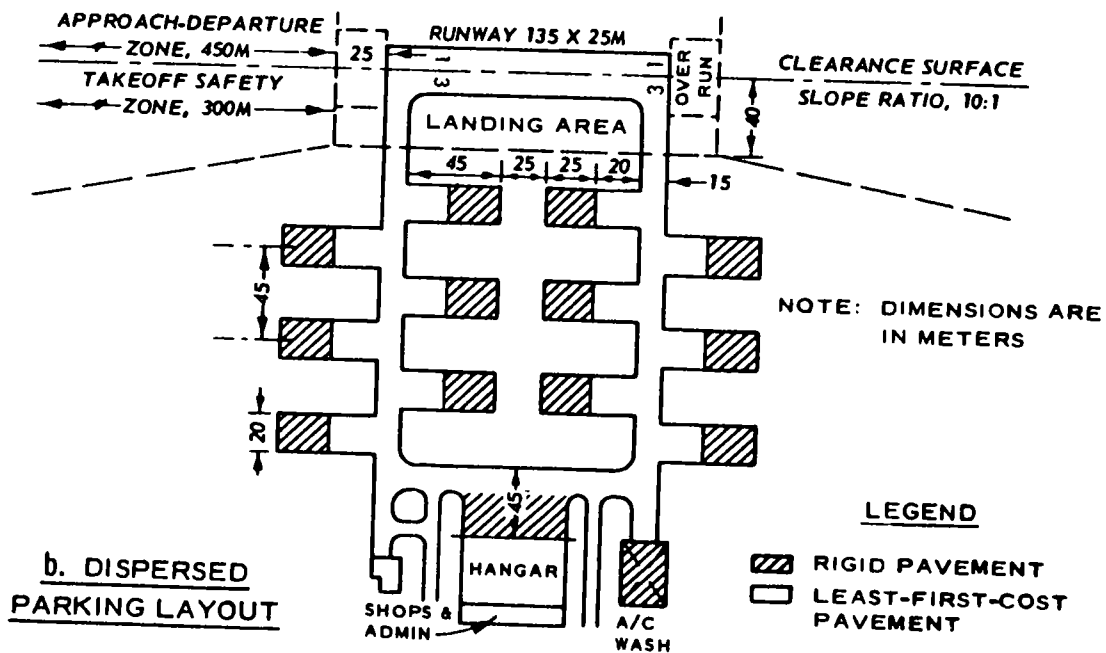 APPROACH-DEPARTURE
ZONE, 450M
TAKEOFF SAFETY
ZONE, 300M
25
RUNWAY 135 X 25M
13
13
OVER
RUN
CLEARANCE SURFACE
SLOPE RATIO, 10:1
40
LANDING AREA
45
25
25
20
15
45
20
NOTE: DIMENSIONS ARE
IN METERS
45
HANGAR
SHOPS &
ADMIN
A/C
WASH
LEGEND
RIGID PAVEMENT
LEAST-FIRST-COST
PAVEMENT
b. DISPERSED
PARKING LAYOUT